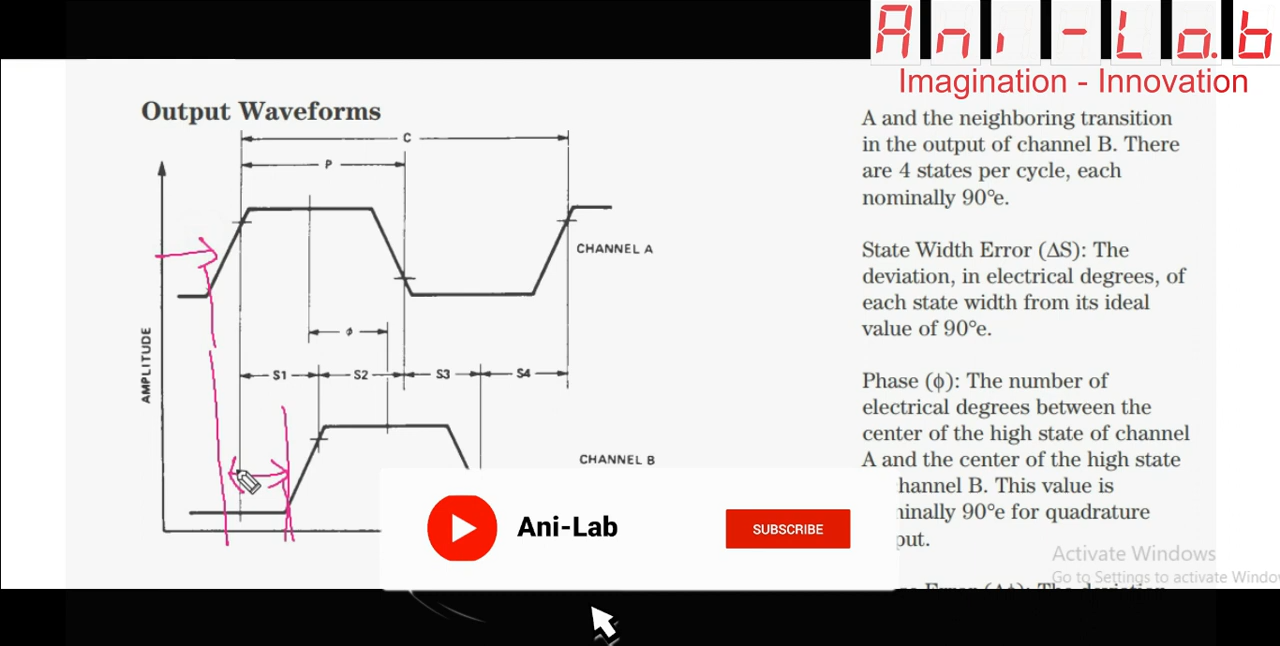 Ani-Lab
Imagination - Innovation
Output Waveforms
C
P
CHANNEL A
ϕ
S1 S2 S3 S4
AMPLITUDE
CHANNEL B
A and the neighboring transition
in the output of channel B. There
are 4 states per cycle, each
nominally 90°e.
State Width Error (ΔS): The
deviation, in electrical degrees, of
each state width from its ideal
value of 90°e.
Phase (ϕ): The number of
electrical degrees between the
center of the high state of channel
A and the center of the high state
hannel B. This value is
inally 90°e for quadrature
put.
Ani-Lab
SUBSCRIBE
Activate Windows
Go to Settings to activate Windo